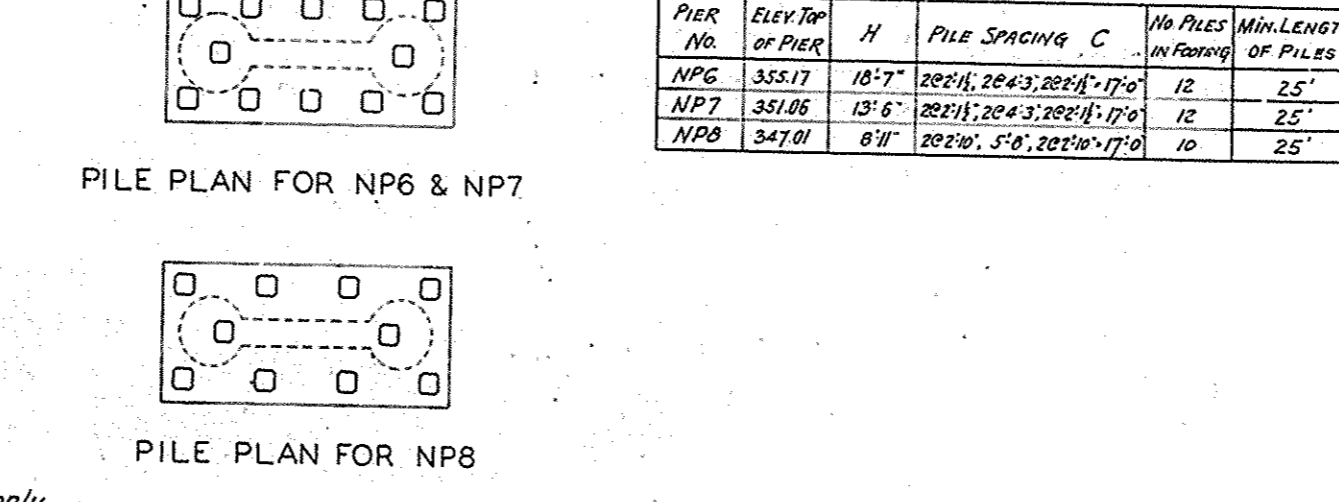 PIER No. ELEV. TOP OF PIER H PILE SPACING C No. PILES IN FOOTING MIN. LENGT OF PILES
NP6 355.17 18'-7" 2@2'-1½", 2@4'-3", 2@2'-1½"=17'-0" 12 25'
NP7 351.06 13'-6" 2@2'-1½", 2@4'-3", 2@2'-1½"=17'-0" 12 25'
NP8 347.01 8'-11" 2@2'-10", 5'-8", 2@2'-10"=17'-0" 10 25'
PILE PLAN FOR NP6 & NP7
PILE PLAN FOR NP8
only